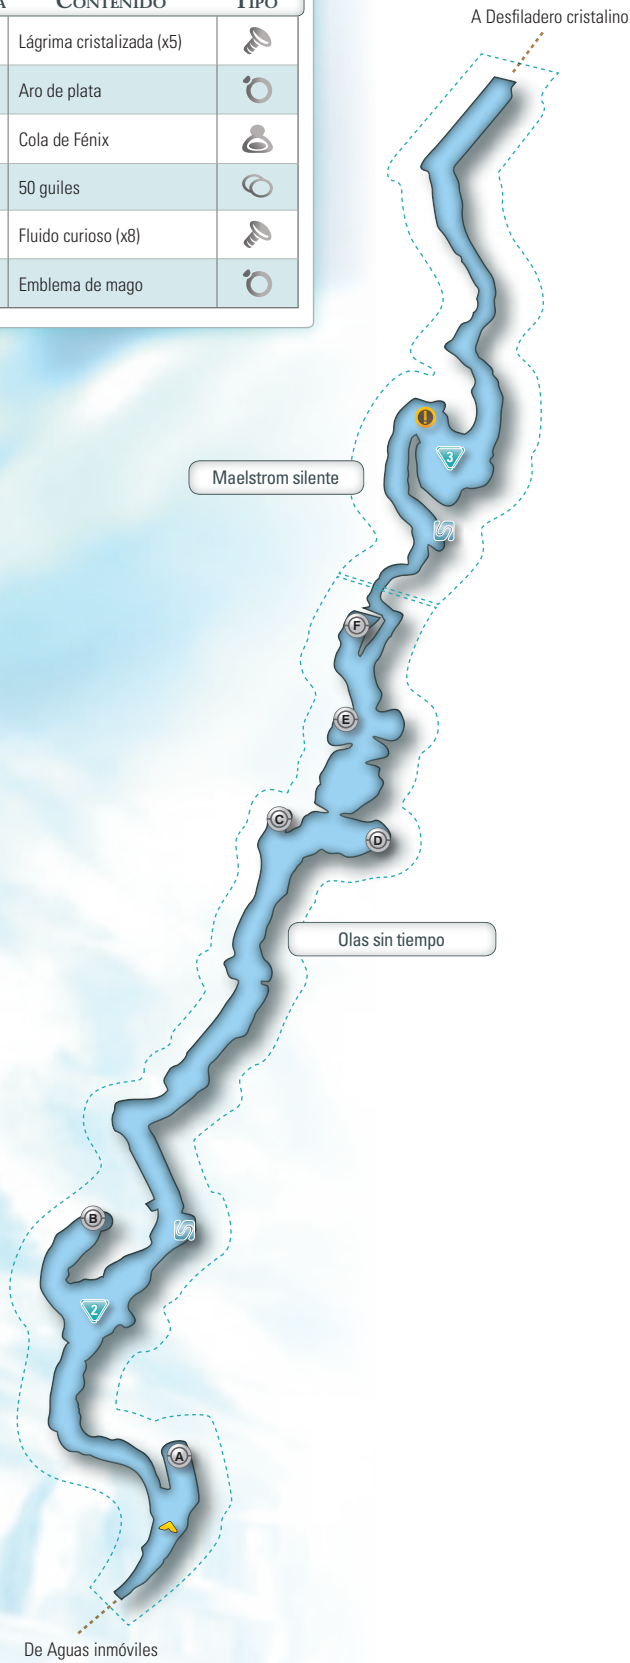 A CONTENIDO TIPO
Lágrima cristalizada (x5)
Aro de plata
Cola de Fénix
50 guiles
Fluido curioso (x8)
Emblema de mago
A Desfiladero cristalino
!
3
Maelstrom silente
F
E
C
D
Olas sin tiempo
B
2
A
De Aguas inmóviles